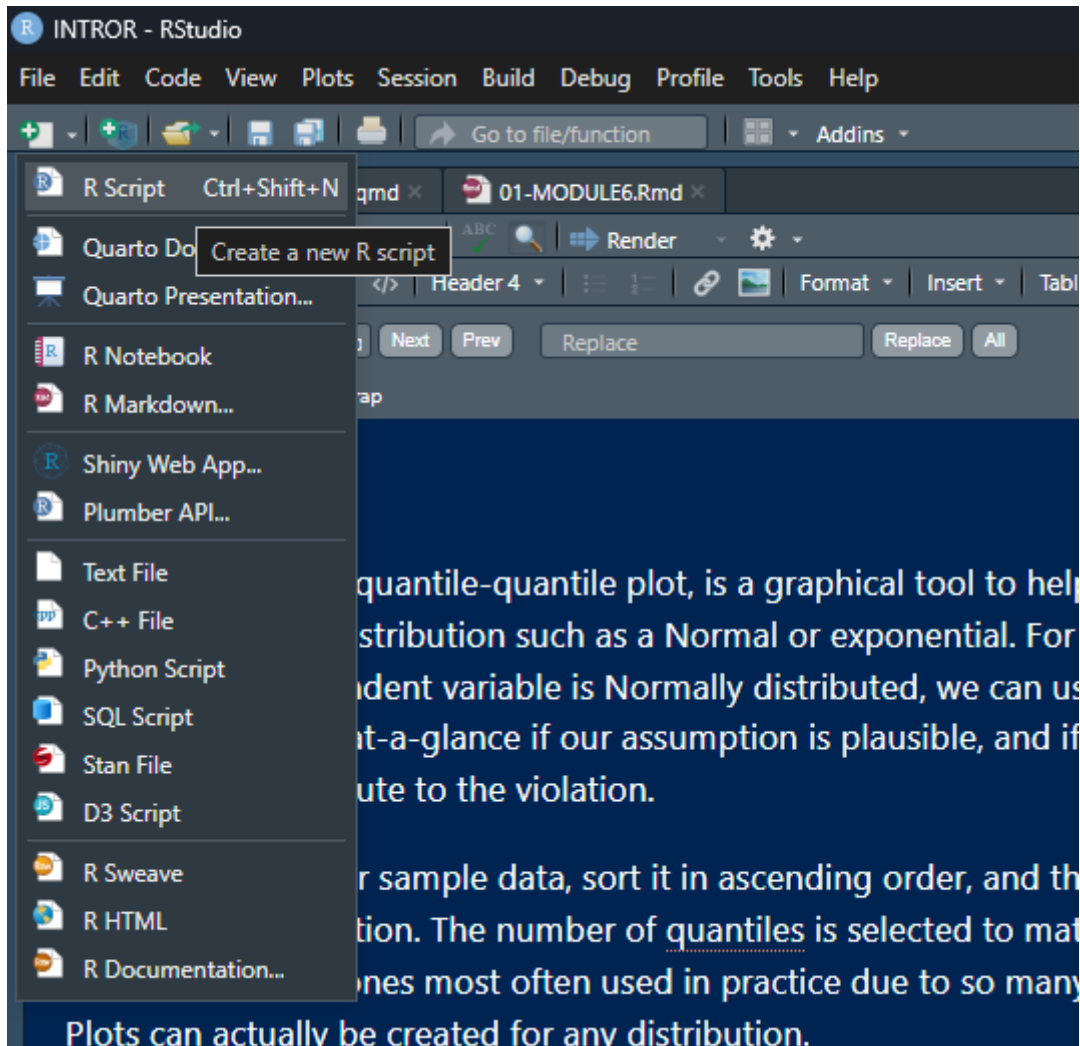 INTROR - RStudio
File Edit Code View Plots Session Build Debug Profile Tools Help
Go to file/function Addins
R Script Ctrl+Shift+N
qmd 01-MODULE6.Rmd
Quarto Do
Create a new R script
ABC Render
Quarto Presentation...
Header 4 Format Insert Tabl
Next Prev Replace Replace All
R Notebook
R Markdown...
ap
Shiny Web App...
Plumber API...
Text File
quantile-quantile plot, is a graphical tool to help
C++ File
stribution such as a Normal or exponential. For
Python Script
dent variable is Normally distributed, we can us
SQL Script
t-a-glance if our assumption is plausible, and if
Stan File
ute to the violation.
D3 Script
R Sweave
r sample data, sort it in ascending order, and th
R HTML
tion. The number of quantiles is selected to mat
R Documentation...
ones most often used in practice due to so many
Plots can actually be created for any distribution.